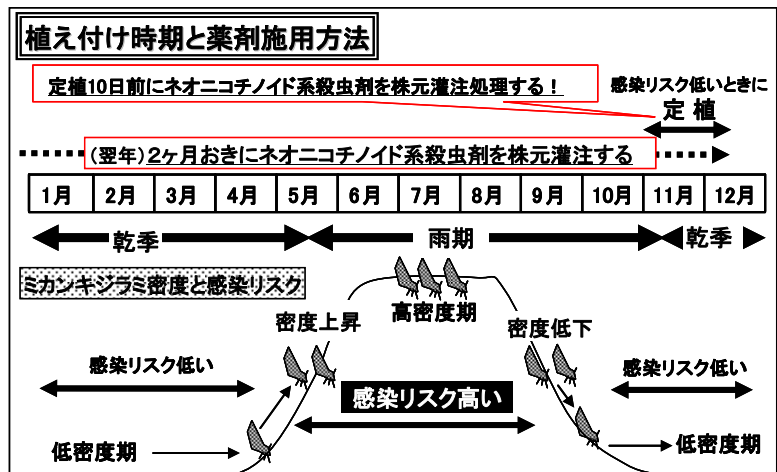 植え付け時期と薬剤施用方法
定植10日前にネオニコチノイド系殺虫剤を株元灌注処理する！
感染リスク低いときに
定 植
(翌年)２ヶ月おきにネオニコチノイド系殺虫剤を株元灌注する
1月 2月 3月 4月 5月 6月 7月 8月 9月 10月 11月 12月
乾季 雨期 乾季
ミカンキジラミ密度と感染リスク
密度上昇 高密度期 密度低下
感染リスク低い 感染リスク高い 感染リスク低い
低密度期 低密度期